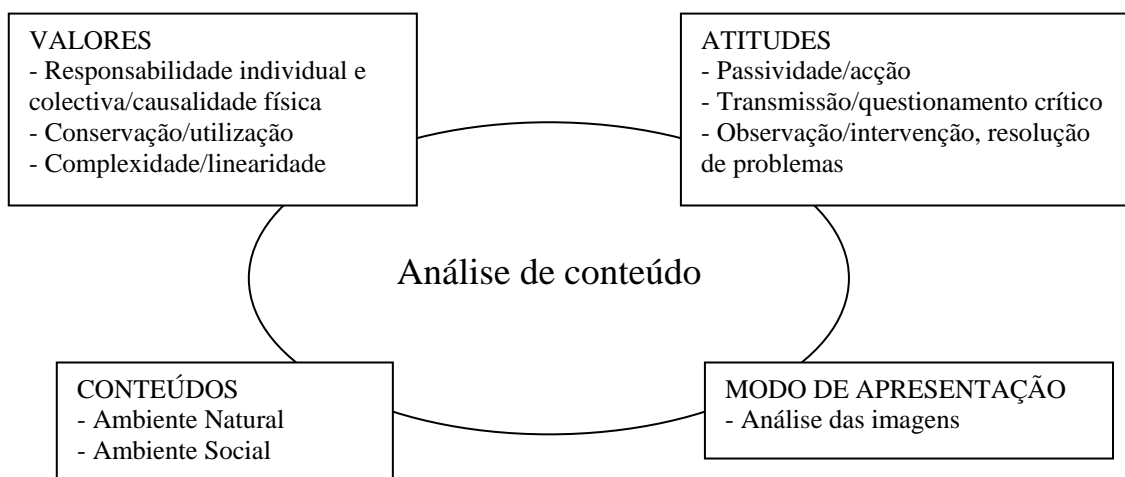 VALORES
- Responsabilidade individual e
colectiva/causalidade física
- Conservação/utilização
- Complexidade/linearidade
ATITUDES
- Passividade/acção
- Transmissão/questionamento crítico
- Observação/intervenção, resolução
de problemas
Análise de conteúdo
CONTEÚDOS
- Ambiente Natural
- Ambiente Social
MODO DE APRESENTAÇÃO
- Análise das imagens